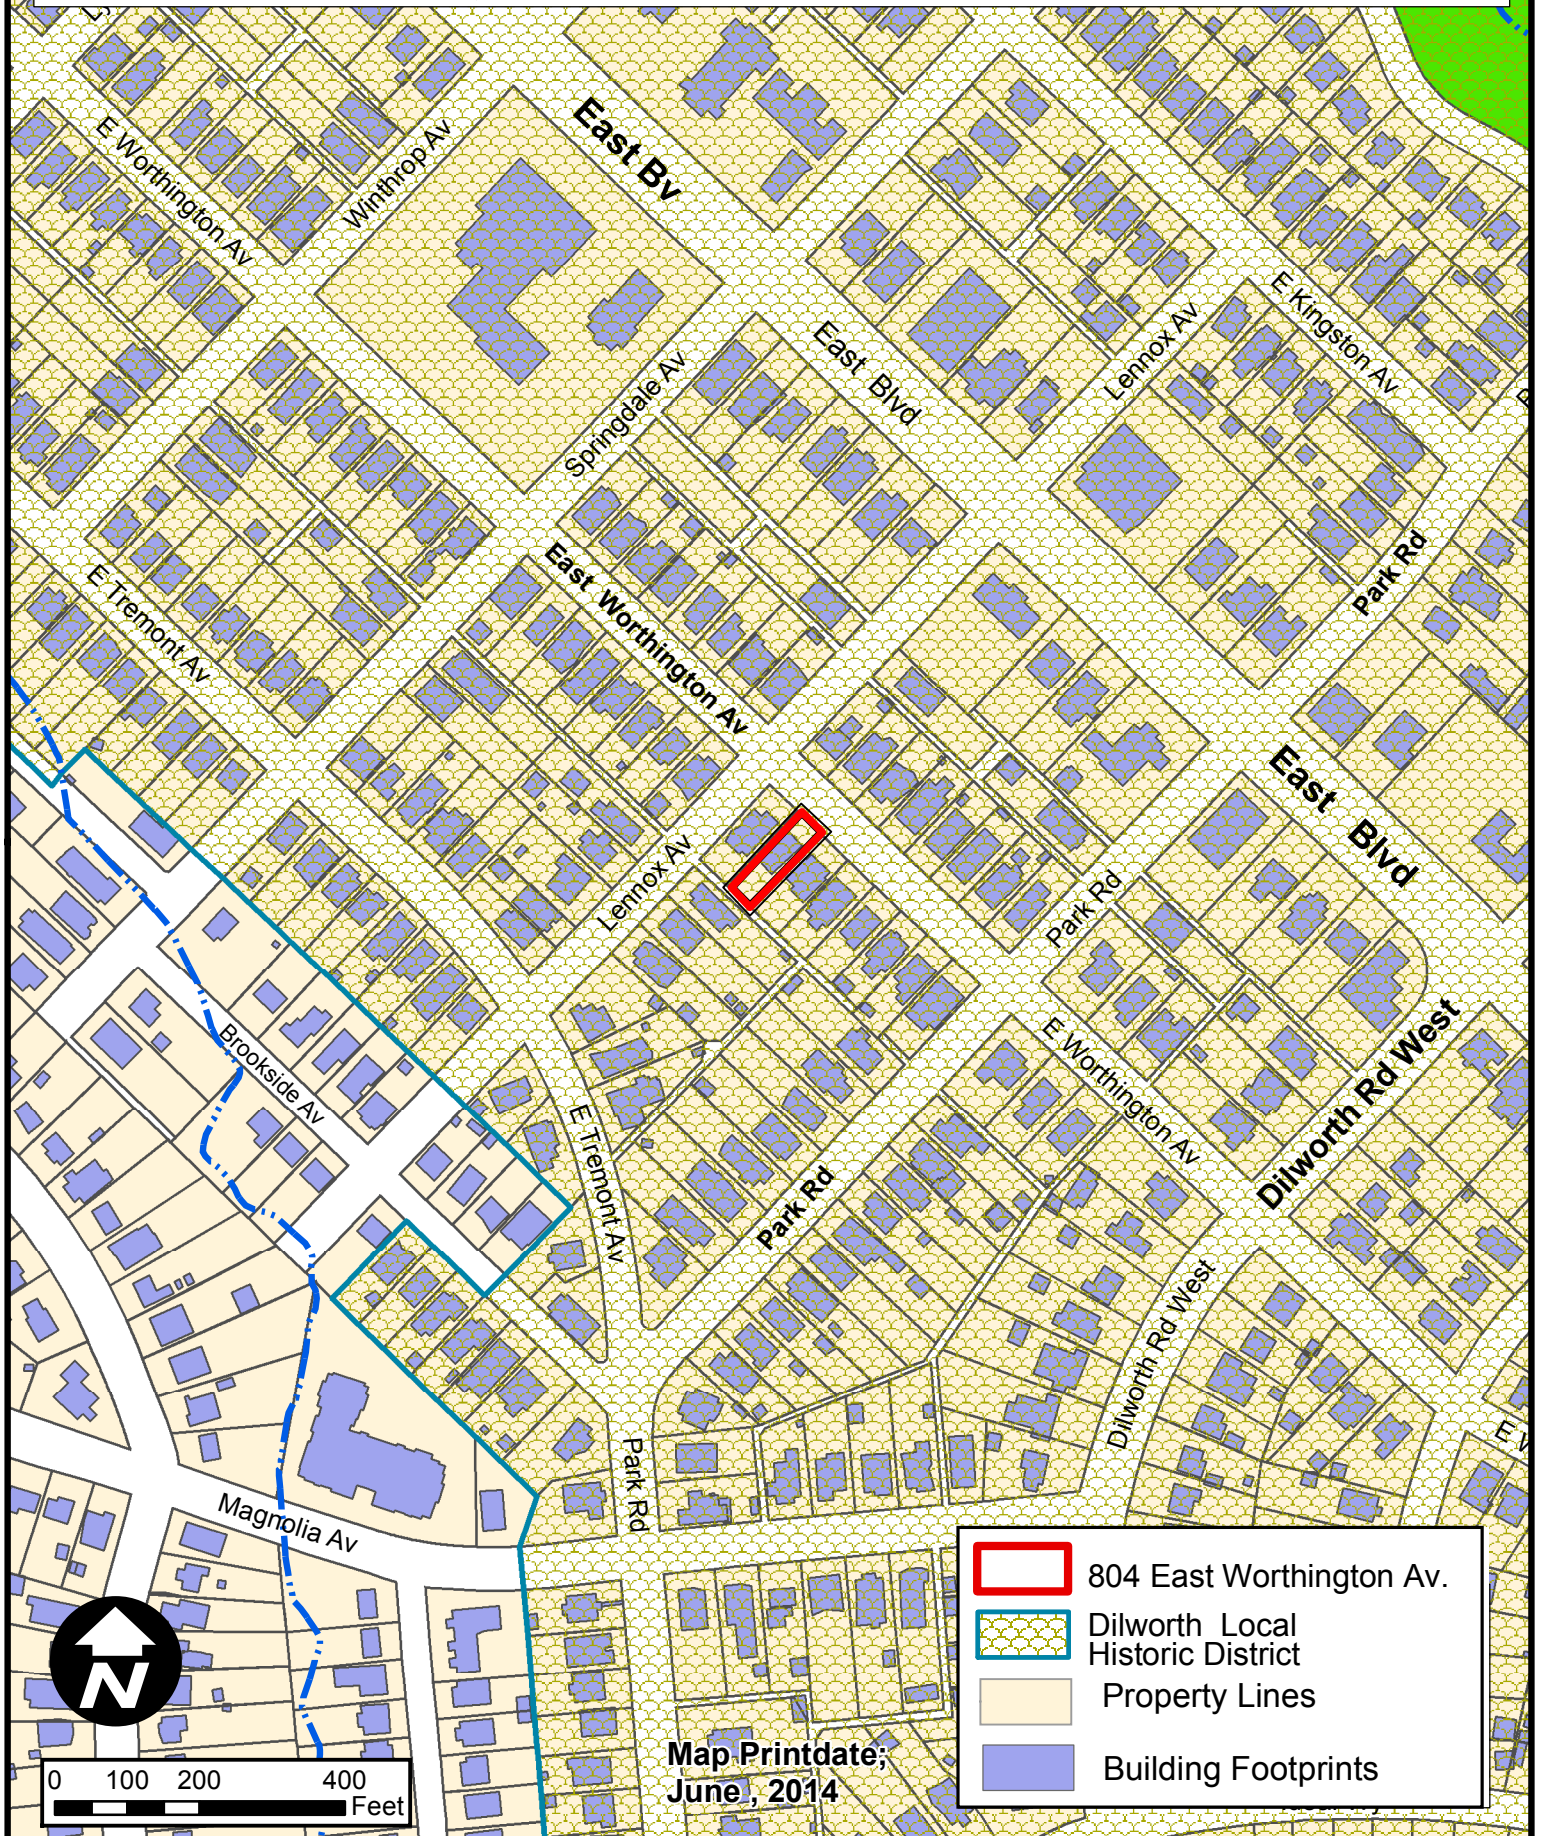 East Bv
E Worthington Av
Winthrop Av
E Kingston Av
Lennox Av
East Blvd
Springdale Av
Park Rd
East Worthington Av
E Tremont Av
East Blvd
Lennox Av
Park Rd
Dilworth Rd West
E Worthington Av
Brookside Av
E Tremont Av
Park Rd
Dilworth Rd West
Park Rd
Magnolia Av
804 East Worthington Av.
Dilworth Local
Historic District
Property Lines
Building Footprints
N
0 100 200 400
Feet
Map Printdate;
June , 2014